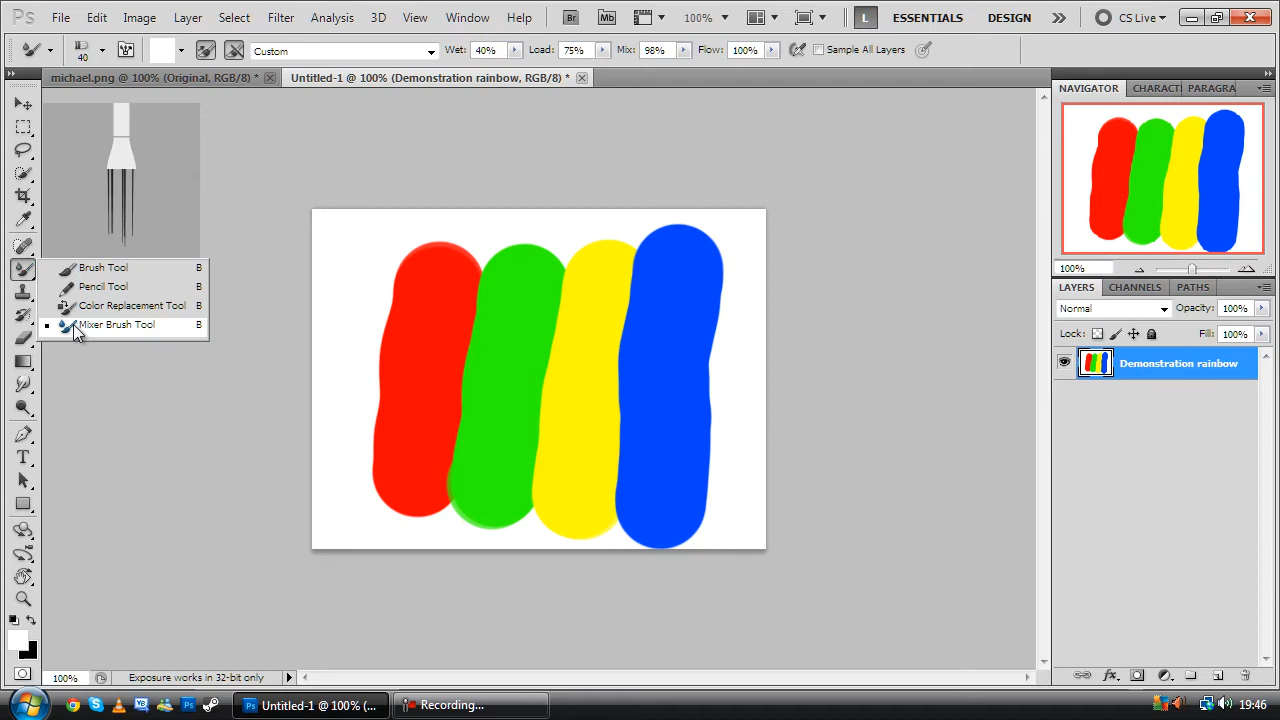 Ps File Edit Image Layer Select Filter Analysis 3D View Window Help Br Mb 100% L ESSENTIALS DESIGN CS Live
40 Custom Wet: 40% Load: 75% Mix: 98% Flow: 100% Sample All Layers
michael.png @ 100% (Original, RGB/8) * Untitled-1 @ 100% (Demonstration rainbow, RGB/8) *
NAVIGATOR CHARACT PARAGRA
Brush Tool B
Pencil Tool B
Color Replacement Tool B
Mixer Brush Tool B
100%
LAYERS CHANNELS PATHS
Normal Opacity: 100%
Lock: Fill: 100%
Demonstration rainbow
100% Exposure works in 32-bit only
Untitled-1 @ 100% (... Recording... 19:46